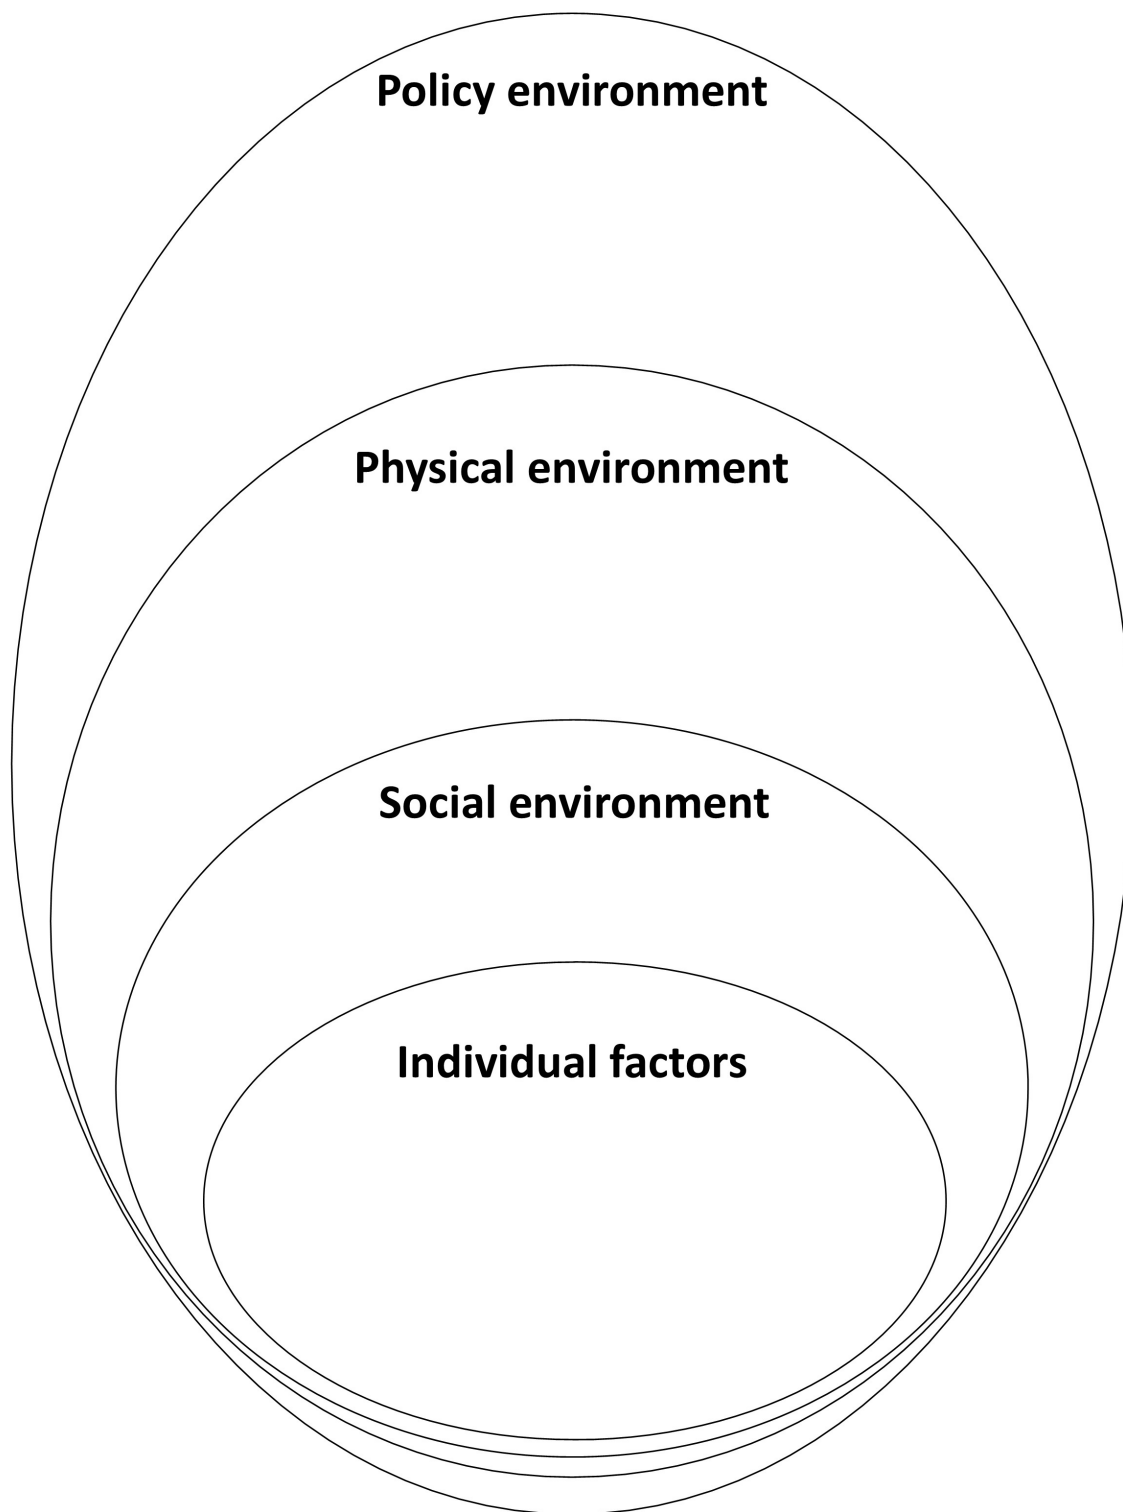 Policy environment
Physical environment
Social environment
Individual factors